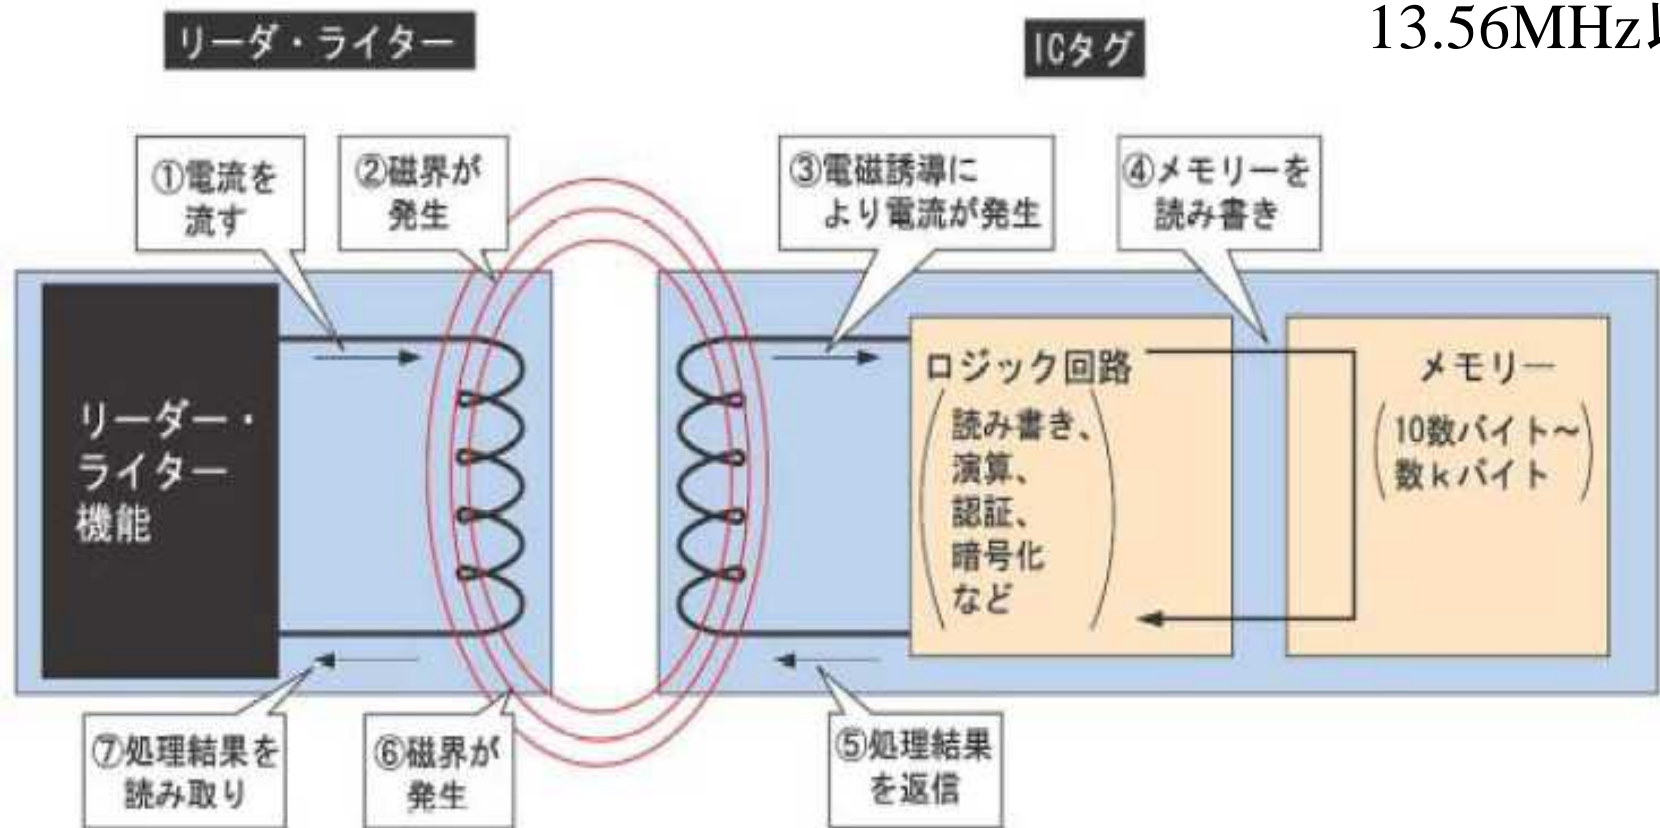 リーダ・ライター
ICタグ
13.56MHz
①電流を
流す
②磁界が
発生
③電磁誘導に
より電流が発生
④メモリーを
読み書き
リーダー・
ライター
機能
ロジック回路
読み書き、
演算、
認証、
暗号化
など
メモリー
10数バイト～
数kバイト
⑦処理結果を
読み取り
⑥磁界が
発生
⑤処理結果
を返信